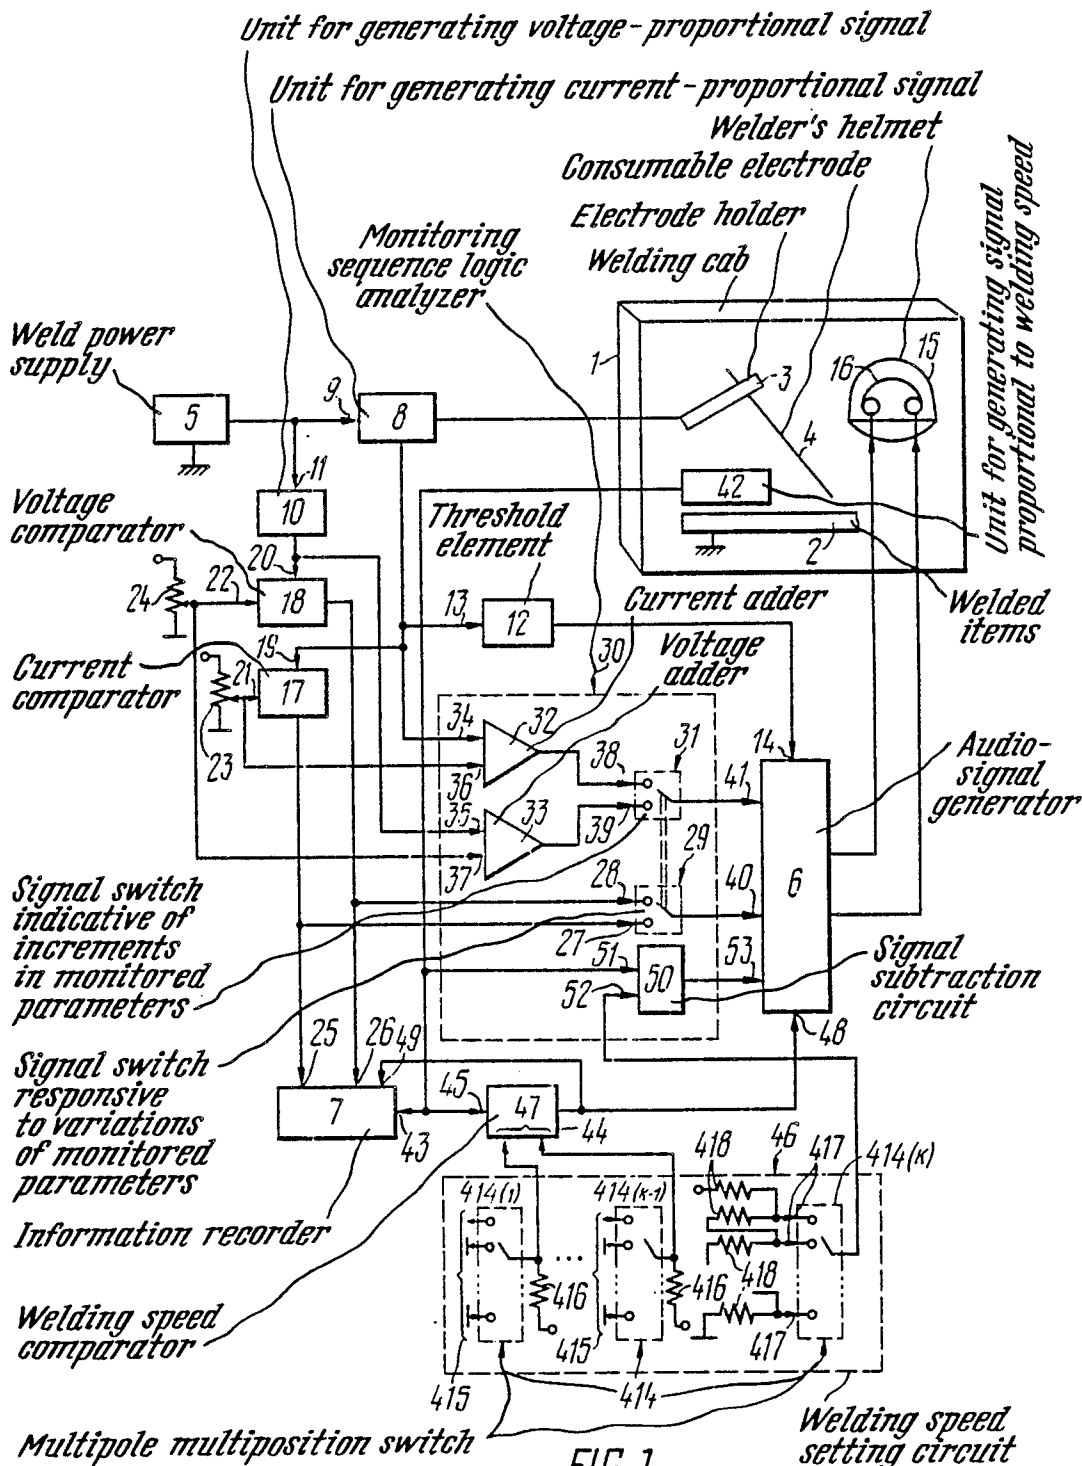 Unit for generating voltage-proportional signal
Unit for generating current-proportional signal
Welder's helmet
Consumable electrode
Electrode holder
Welding cab
Monitoring
sequence logic
analyzer
Unit for generating signal
proportional to welding speed
Weld power
supply
1
3
16
15
5
9
8
4
11
10
42
2
Voltage
comparator
Threshold
element
20
22
18
24
13
12
Current adder
Welded
items
Current
comparator
19
21
17
23
30
Voltage
adder
34
32
36
38
31
14
41
Audio-
signal
generator
35
33
37
39
29
28
40
6
27
Signal switch
indicative of
increments
in monitored
parameters
51
50
53
52
Signal
subtraction
circuit
48
Signal switch
responsive
to variations
of monitored
parameters
25
26
49
7
45
47
43
44
Information recorder
46
418
417
414(к)
414(1)
414(к-1)
...
416
416
418
418
417
Welding speed
comparator
415
415
414
Multipole multiposition switch
Welding speed
setting circuit
FIG.1